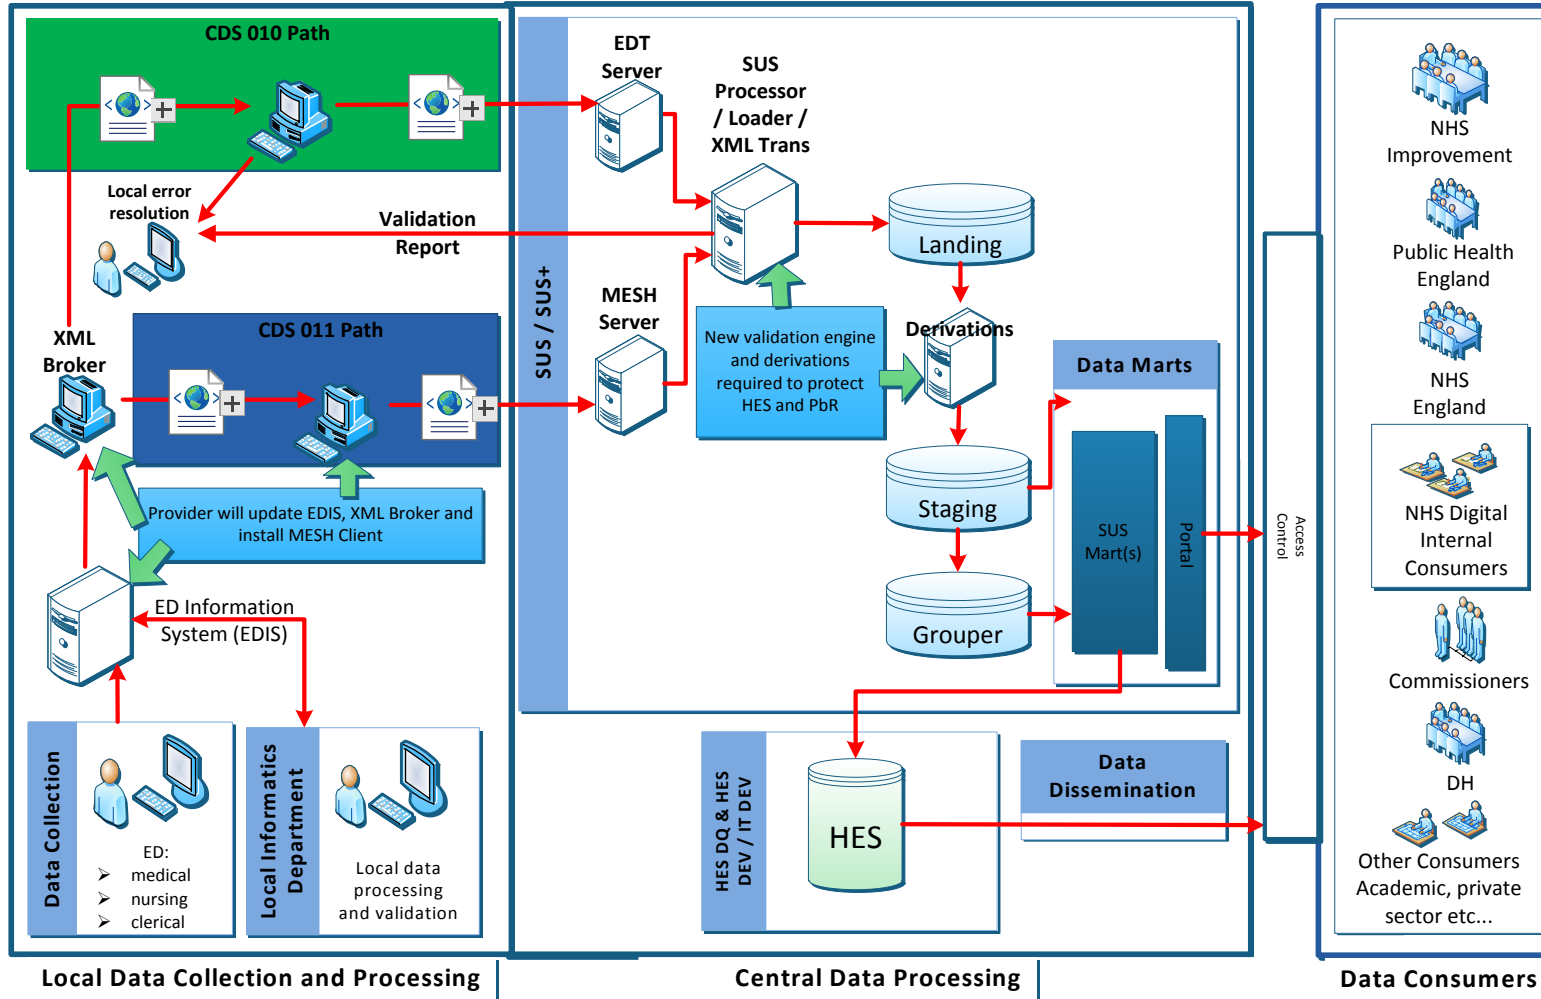 CDS 010 Path
Local error
resolution
Validation
Report
XML
Broker
CDS 011 Path
Provider will update EDIS, XML Broker and
install MESH Client
ED Information
System (EDIS)
Data Collection
ED:
➢ medical
➢ nursing
➢ clerical
Local Informatics
Department
Local data
processing
and validation
Local Data Collection and Processing
SUS / SUS+
EDT
Server
SUS
Processor
/ Loader /
XML Trans
MESH
Server
Landing
New validation engine
and derivations
required to protect
HES and PbR
Derivations
Staging
Grouper
Data Marts
SUS
Mart(s)
Portal
HES DQ & HES
DEV / IT DEV
HES
Data
Dissemination
Central Data Processing
Access
Control
NHS
Improvement
Public Health
England
NHS
England
NHS Digital
Internal
Consumers
Commissioners
DH
Other Consumers
Academic, private
sector etc...
Data Consumers